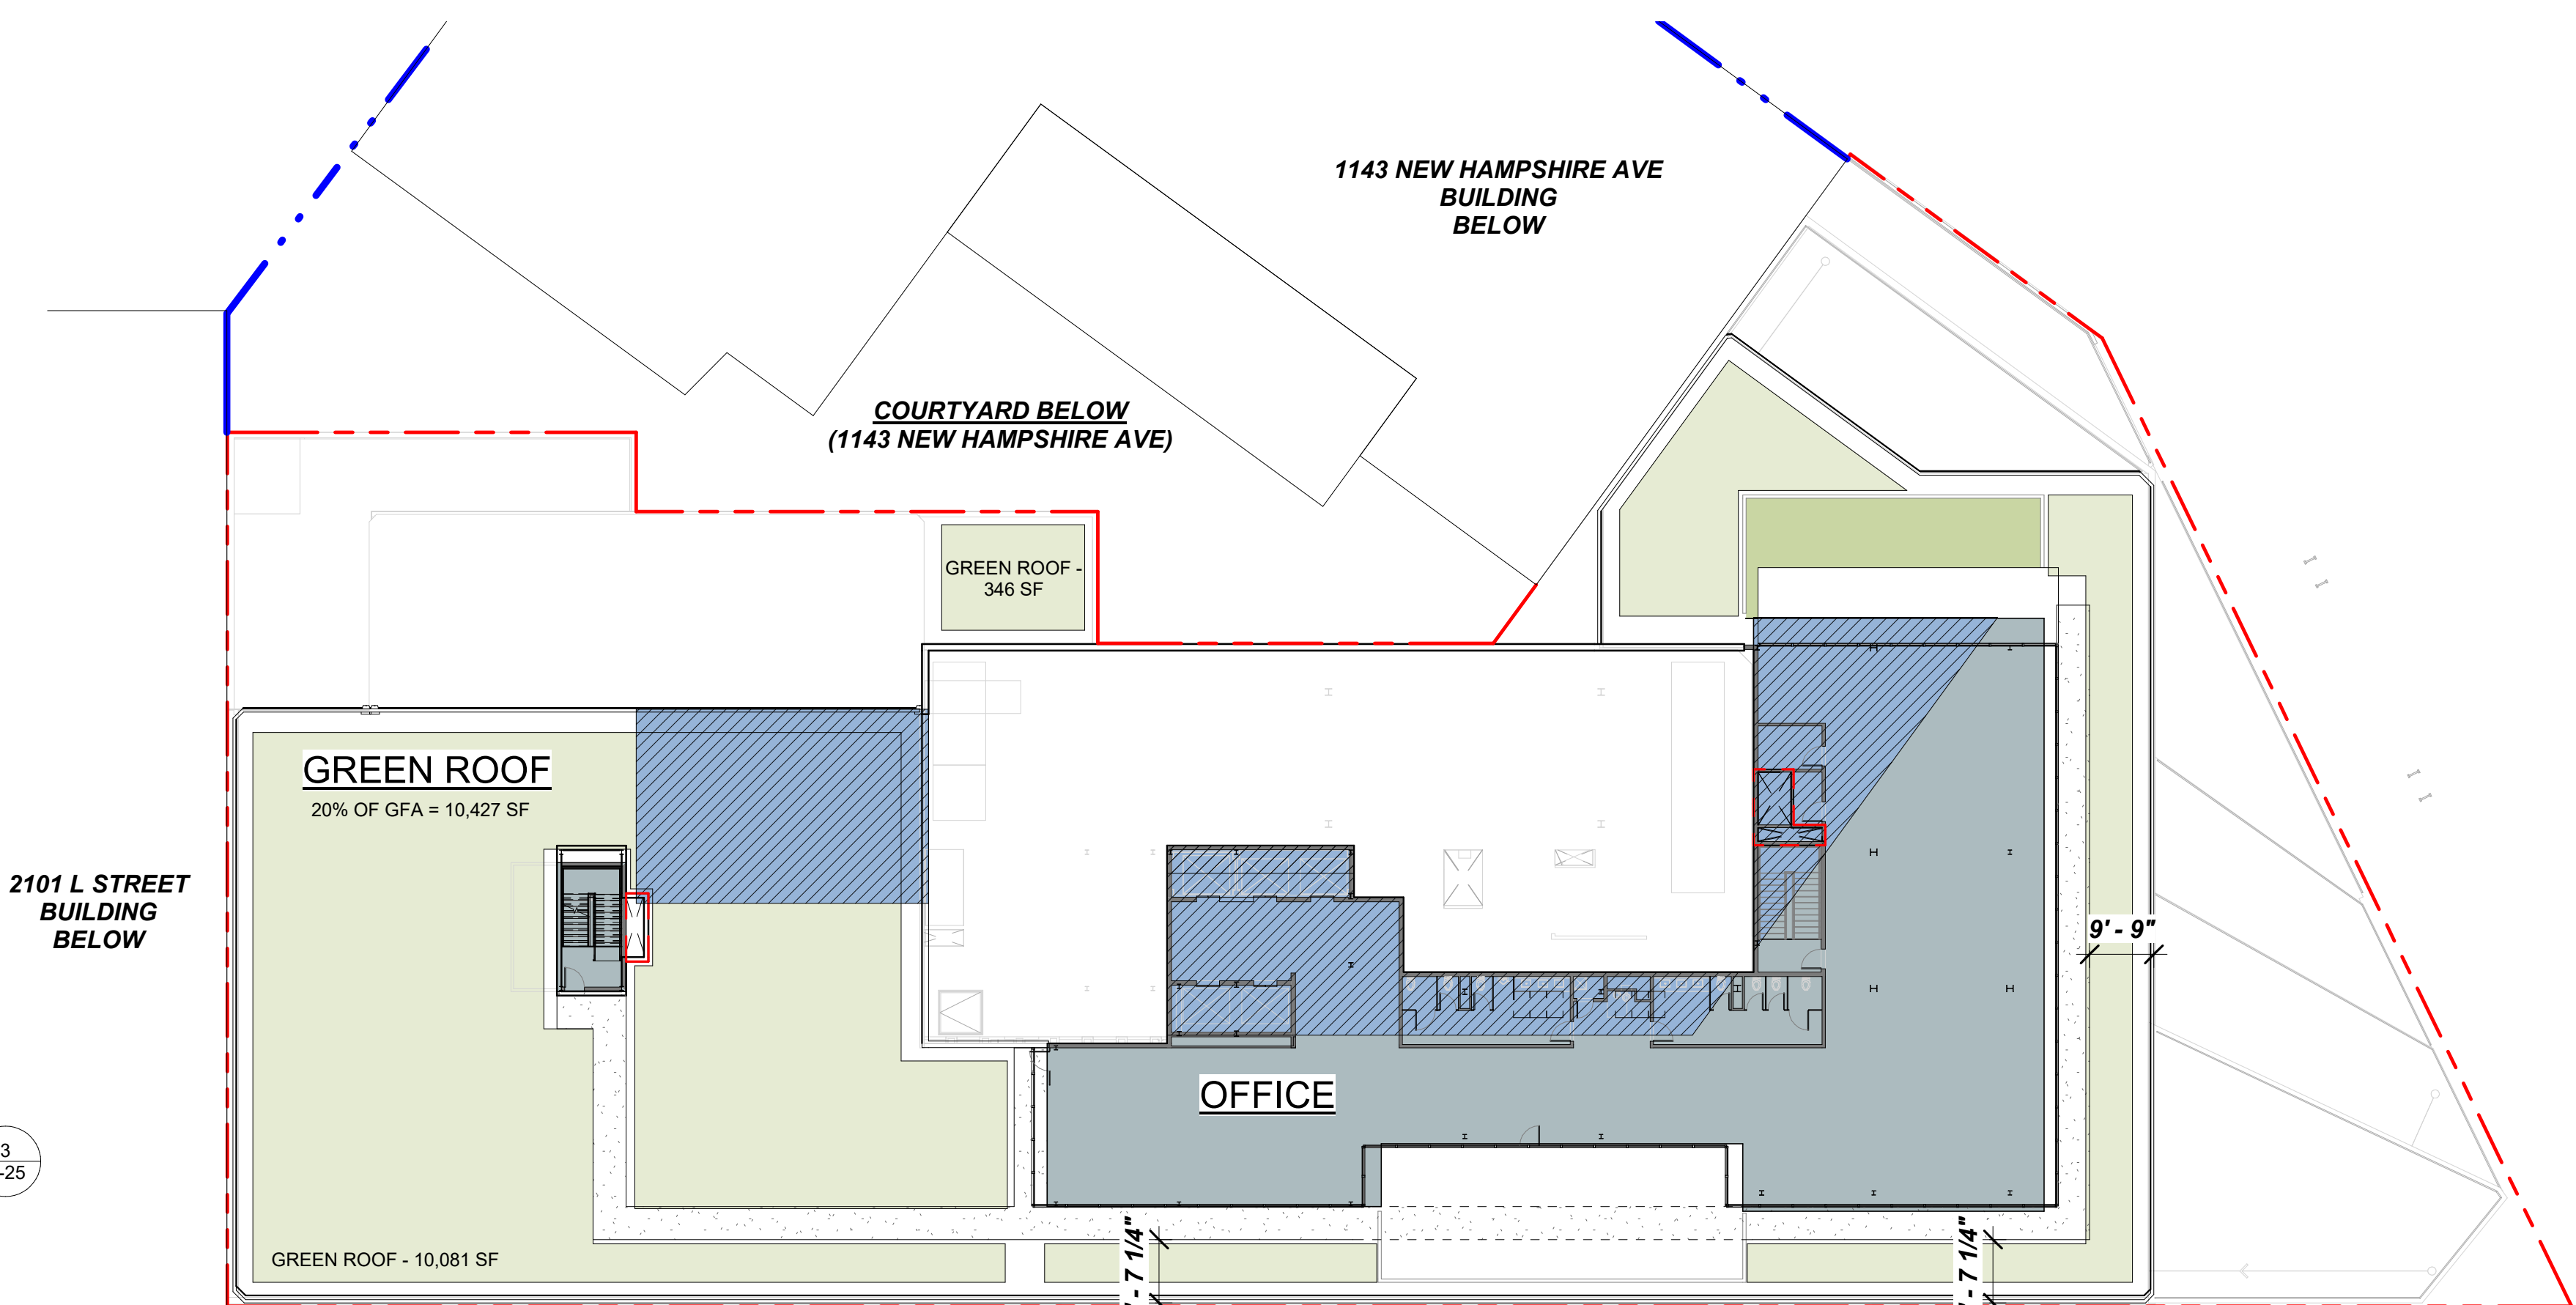 1143 NEW HAMPSHIRE AVE
BUILDING
BELOW
COURTYARD BELOW
(1143 NEW HAMPSHIRE AVE)
GREEN ROOF -
346 SF
GREEN ROOF
20% OF GFA = 10,427 SF
2101 L STREET
BUILDING
BELOW
9' - 9"
OFFICE
3
-25
GREEN ROOF - 10,081 SF
' - 7 1/4"
' - 7 1/4"